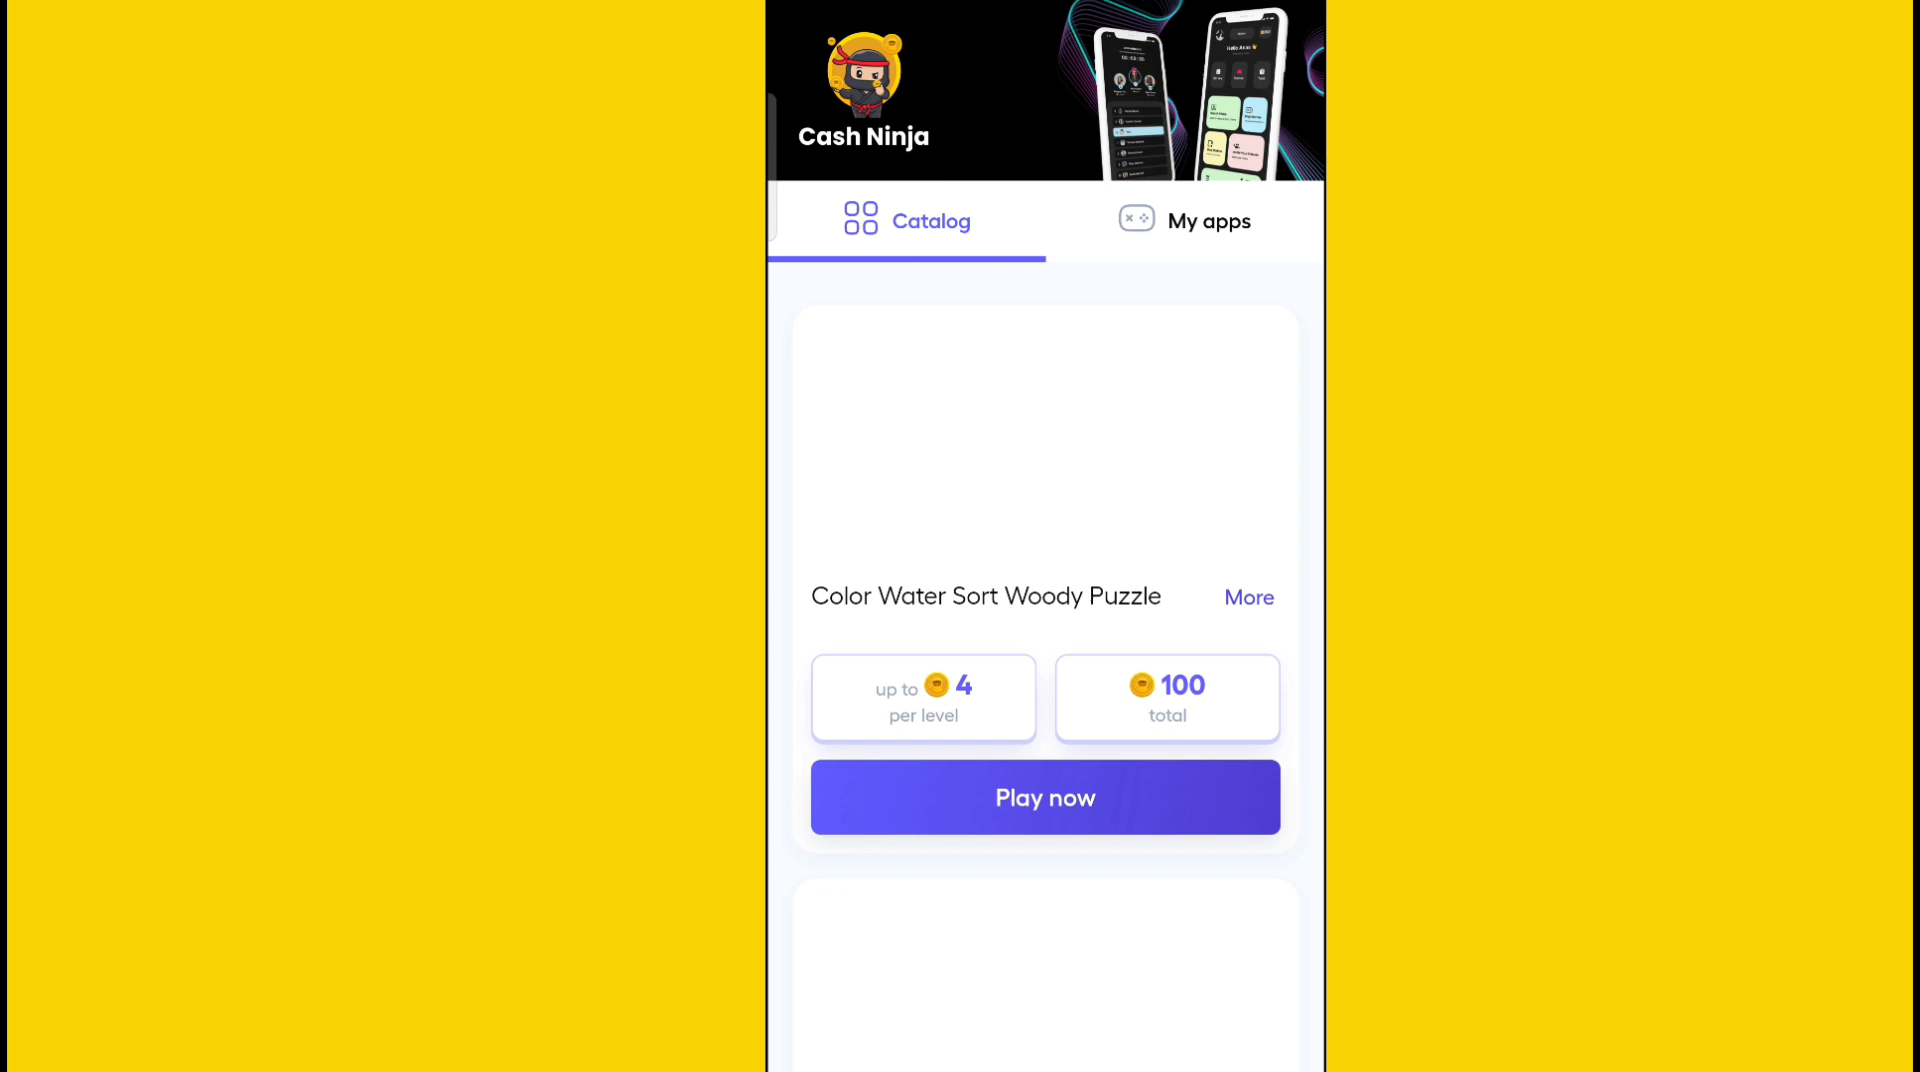 Cash Ninja
Catalog
My apps
Color Water Sort Woody Puzzle
More
up to 4
per level
100
total
Play now